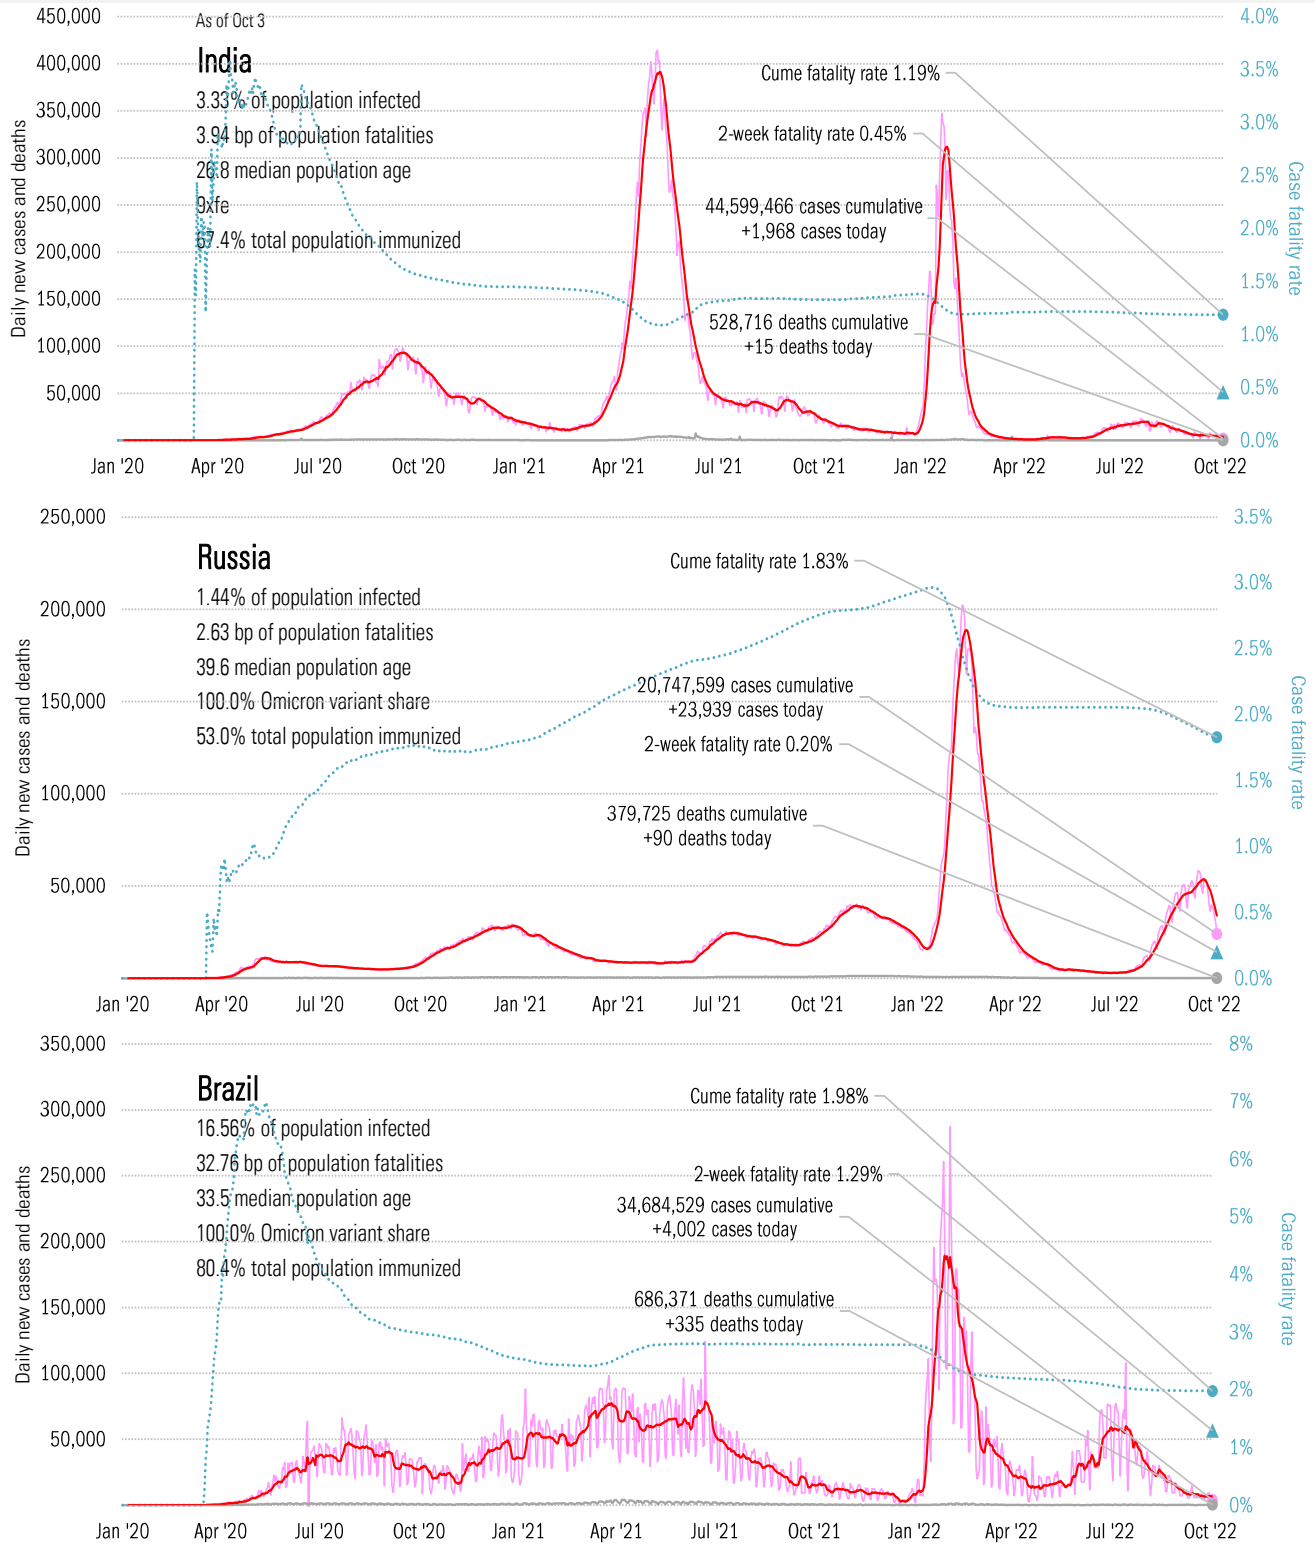 As of Oct 3
India
3.33% of population infected
3.94 bp of population fatalities
26.8 median population age
9xfe
67.4% total population immunized
Cume fatality rate 1.19%
2-week fatality rate 0.45%
44,599,466 cases cumulative
+1,968 cases today
528,716 deaths cumulative
+15 deaths today
Daily new cases and deaths
450,000
400,000
350,000
300,000
250,000
200,000
150,000
100,000
50,000
4.0%
3.5%
3.0%
2.5%
2.0%
1.5%
1.0%
0.5%
0.0%
Case fatality rate
Jan '20 Apr '20 Jul '20 Oct '20 Jan '21 Apr '21 Jul '21 Oct '21 Jan '22 Apr '22 Jul '22 Oct '22
Russia
1.44% of population infected
2.63 bp of population fatalities
39.6 median population age
100.0% Omicron variant share
53.0% total population immunized
Cume fatality rate 1.83%
20,747,599 cases cumulative
+23,939 cases today
2-week fatality rate 0.20%
379,725 deaths cumulative
+90 deaths today
Daily new cases and deaths
250,000
200,000
150,000
100,000
50,000
3.5%
3.0%
2.5%
2.0%
1.5%
1.0%
0.5%
0.0%
Case fatality rate
Jan '20 Apr '20 Jul '20 Oct '20 Jan '21 Apr '21 Jul '21 Oct '21 Jan '22 Apr '22 Jul '22 Oct '22
Brazil
16.56% of population infected
32.76 bp of population fatalities
33.5 median population age
100.0% Omicron variant share
80.4% total population immunized
Cume fatality rate 1.98%
2-week fatality rate 1.29%
34,684,529 cases cumulative
+4,002 cases today
686,371 deaths cumulative
+335 deaths today
Daily new cases and deaths
350,000
300,000
250,000
200,000
150,000
100,000
50,000
8%
7%
6%
5%
4%
3%
2%
1%
0%
Case fatality rate
Jan '20 Apr '20 Jul '20 Oct '20 Jan '21 Apr '21 Jul '21 Oct '21 Jan '22 Apr '22 Jul '22 Oct '22